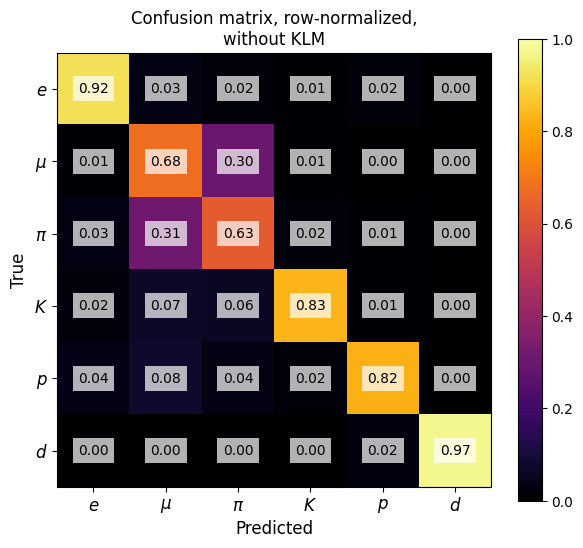 Confusion matrix, row-normalized,
without KLM
True
e 0.92 0.03 0.02 0.01 0.02 0.00
μ 0.01 0.68 0.30 0.01 0.00 0.00
π 0.03 0.31 0.63 0.02 0.01 0.00
K 0.02 0.07 0.06 0.83 0.01 0.00
p 0.04 0.08 0.04 0.02 0.82 0.00
d 0.00 0.00 0.00 0.00 0.02 0.97
e μ π K p d
Predicted
1.0
0.8
0.6
0.4
0.2
0.0